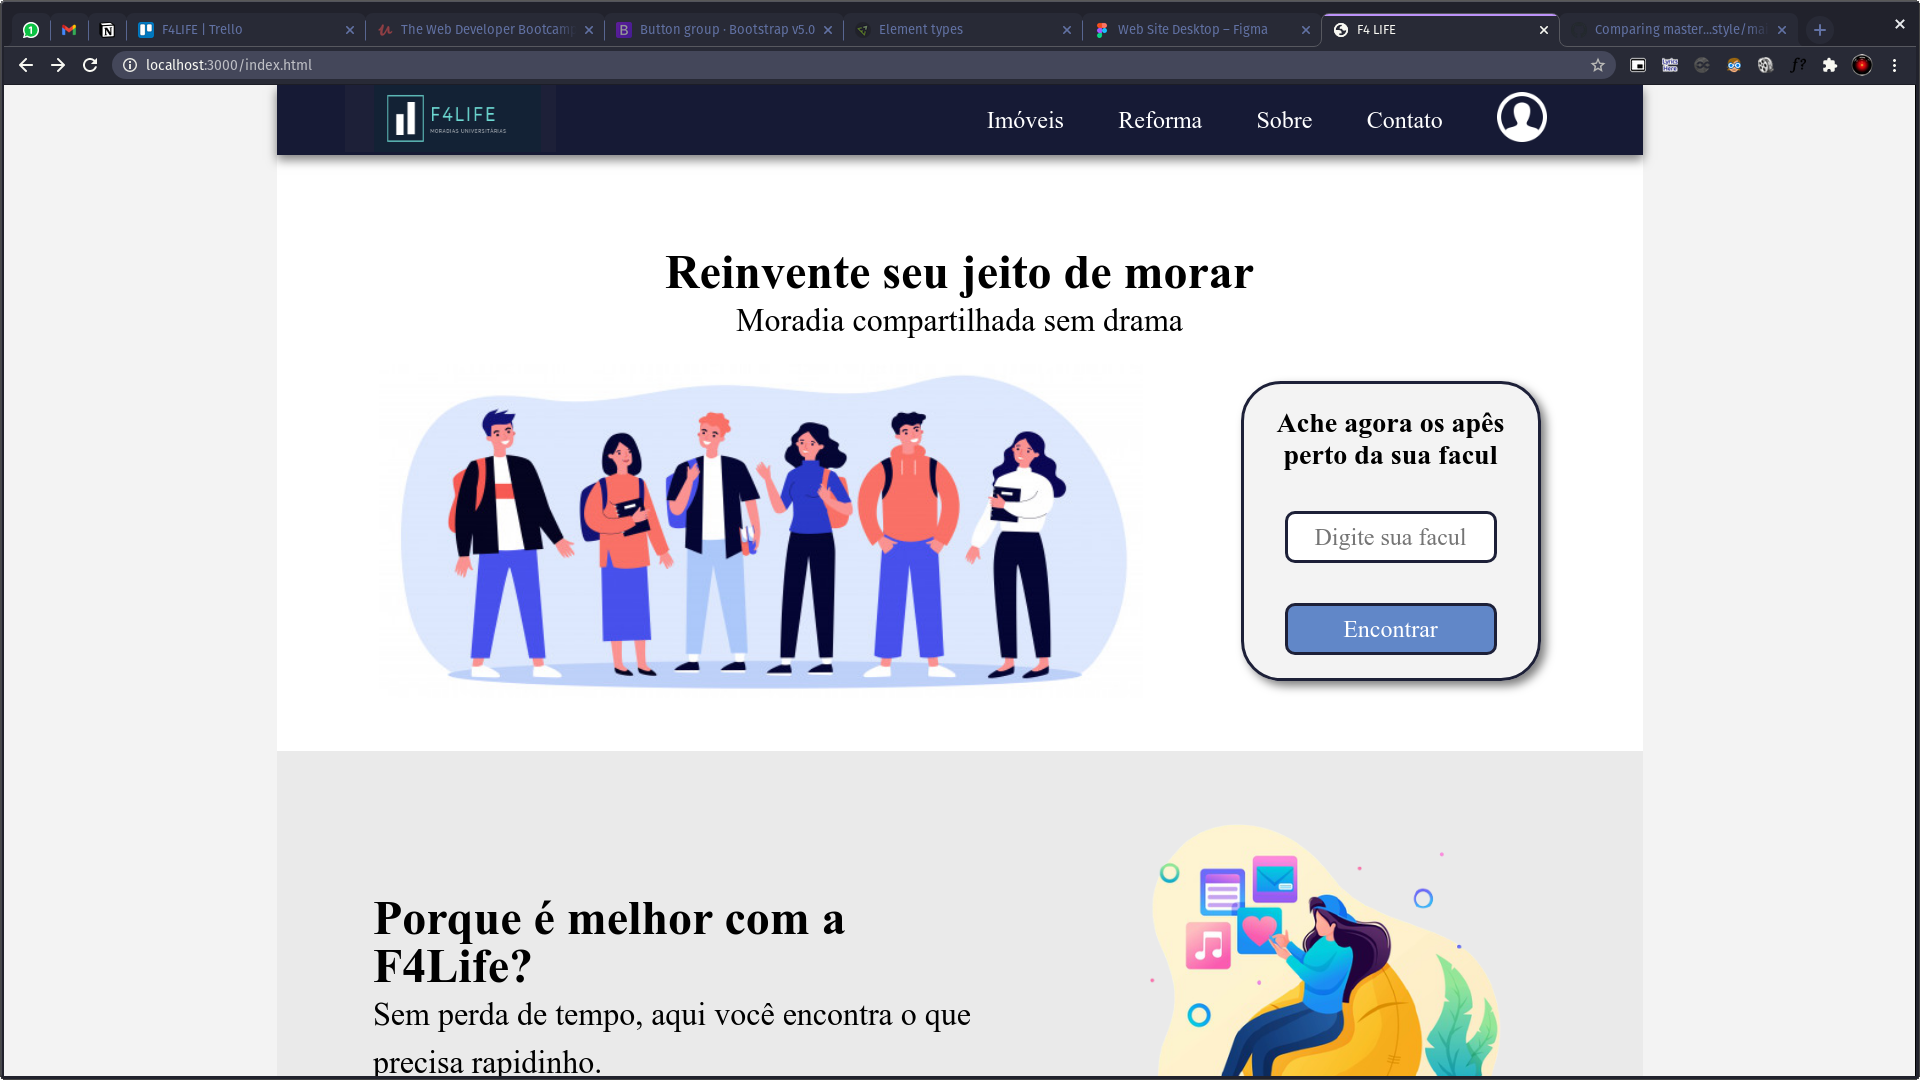 F4LIFE | Trello
The Web Developer Bootcamp
Button group · Bootstrap v5.0
Element types
Web Site Desktop – Figma
F4 LIFE
Comparing master...style/ma
localhost:3000/index.html
F4LIFE
MORADIAS UNIVERSITÁRIAS
Imóveis
Reforma
Sobre
Contato
Reinvente seu jeito de morar
Moradia compartilhada sem drama
Ache agora os apês
perto da sua facul
Digite sua facul
Encontrar
Porque é melhor com a
F4Life?
Sem perda de tempo, aqui você encontra o que
precisa rapidinho.